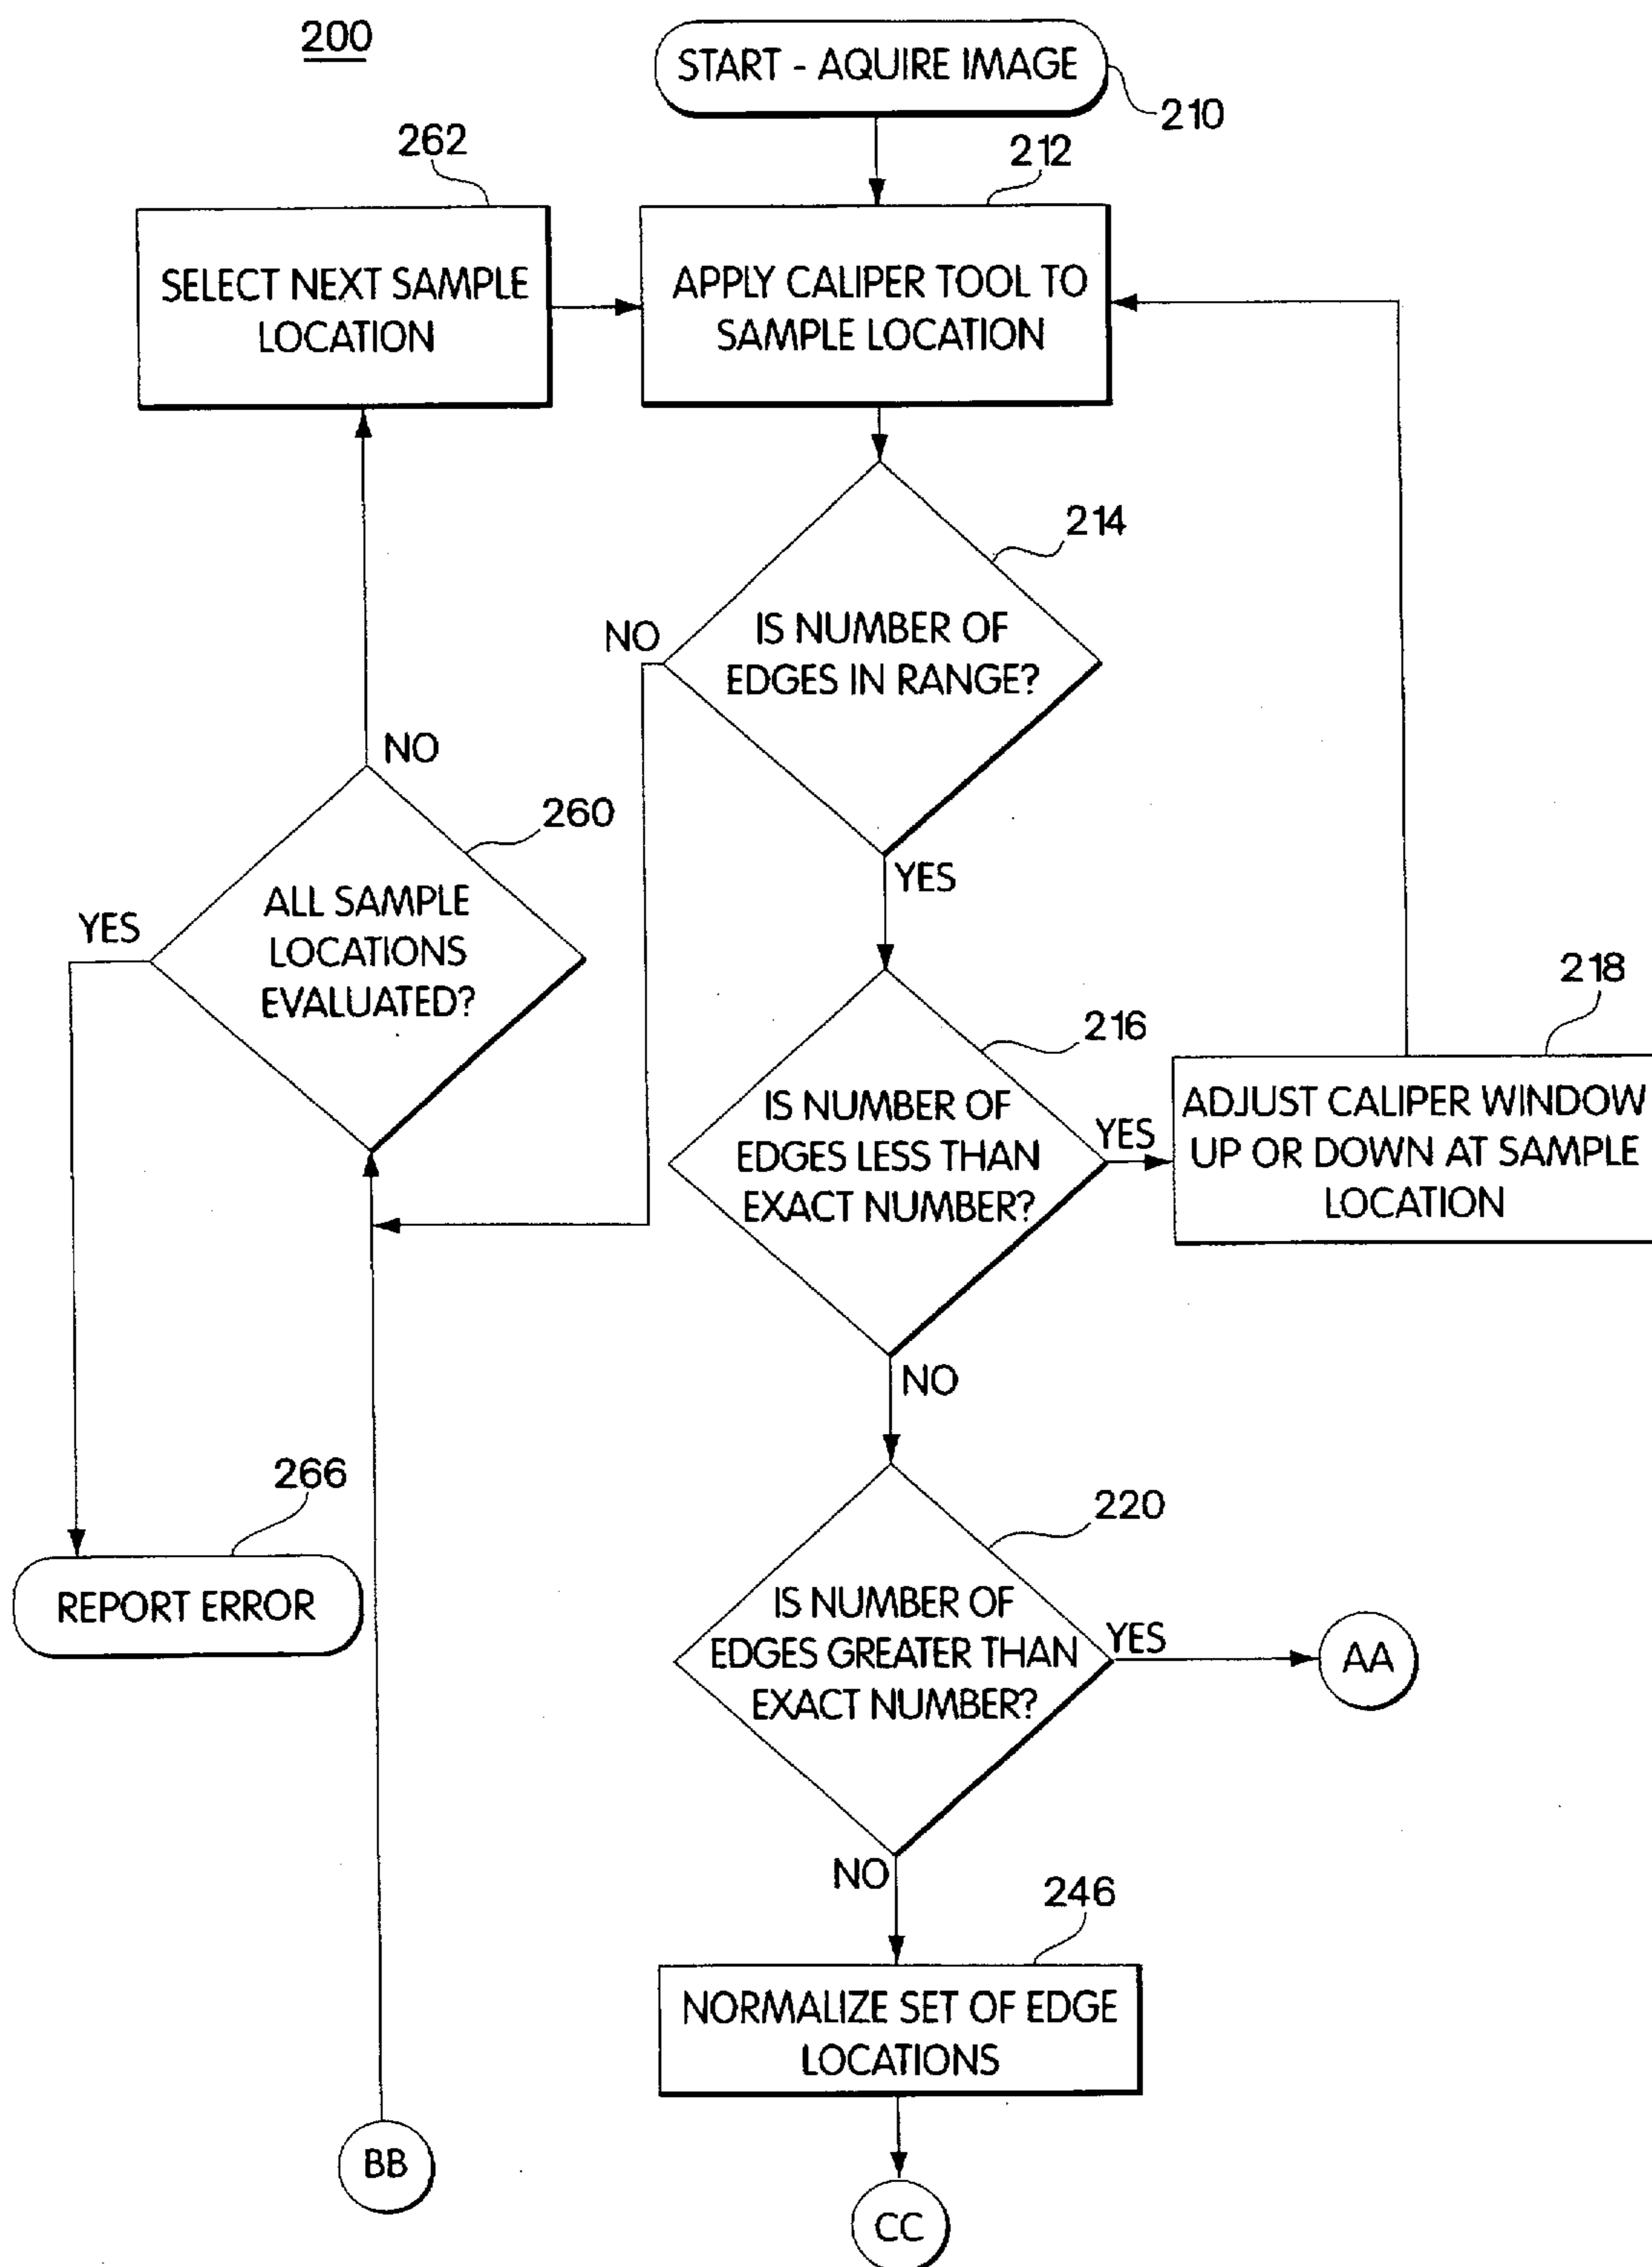 200
START - AQUIRE IMAGE
210
262
212
SELECT NEXT SAMPLE
LOCATION
APPLY CALIPER TOOL TO
SAMPLE LOCATION
214
NO
IS NUMBER OF
EDGES IN RANGE?
YES
NO
260
YES
ALL SAMPLE
LOCATIONS
EVALUATED?
216
218
IS NUMBER OF
EDGES LESS THAN
EXACT NUMBER?
YES
ADJUST CALIPER WINDOW
UP OR DOWN AT SAMPLE
LOCATION
NO
266
REPORT ERROR
220
IS NUMBER OF
EDGES GREATER THAN
EXACT NUMBER?
YES
AA
NO
246
NORMALIZE SET OF EDGE
LOCATIONS
BB
CC